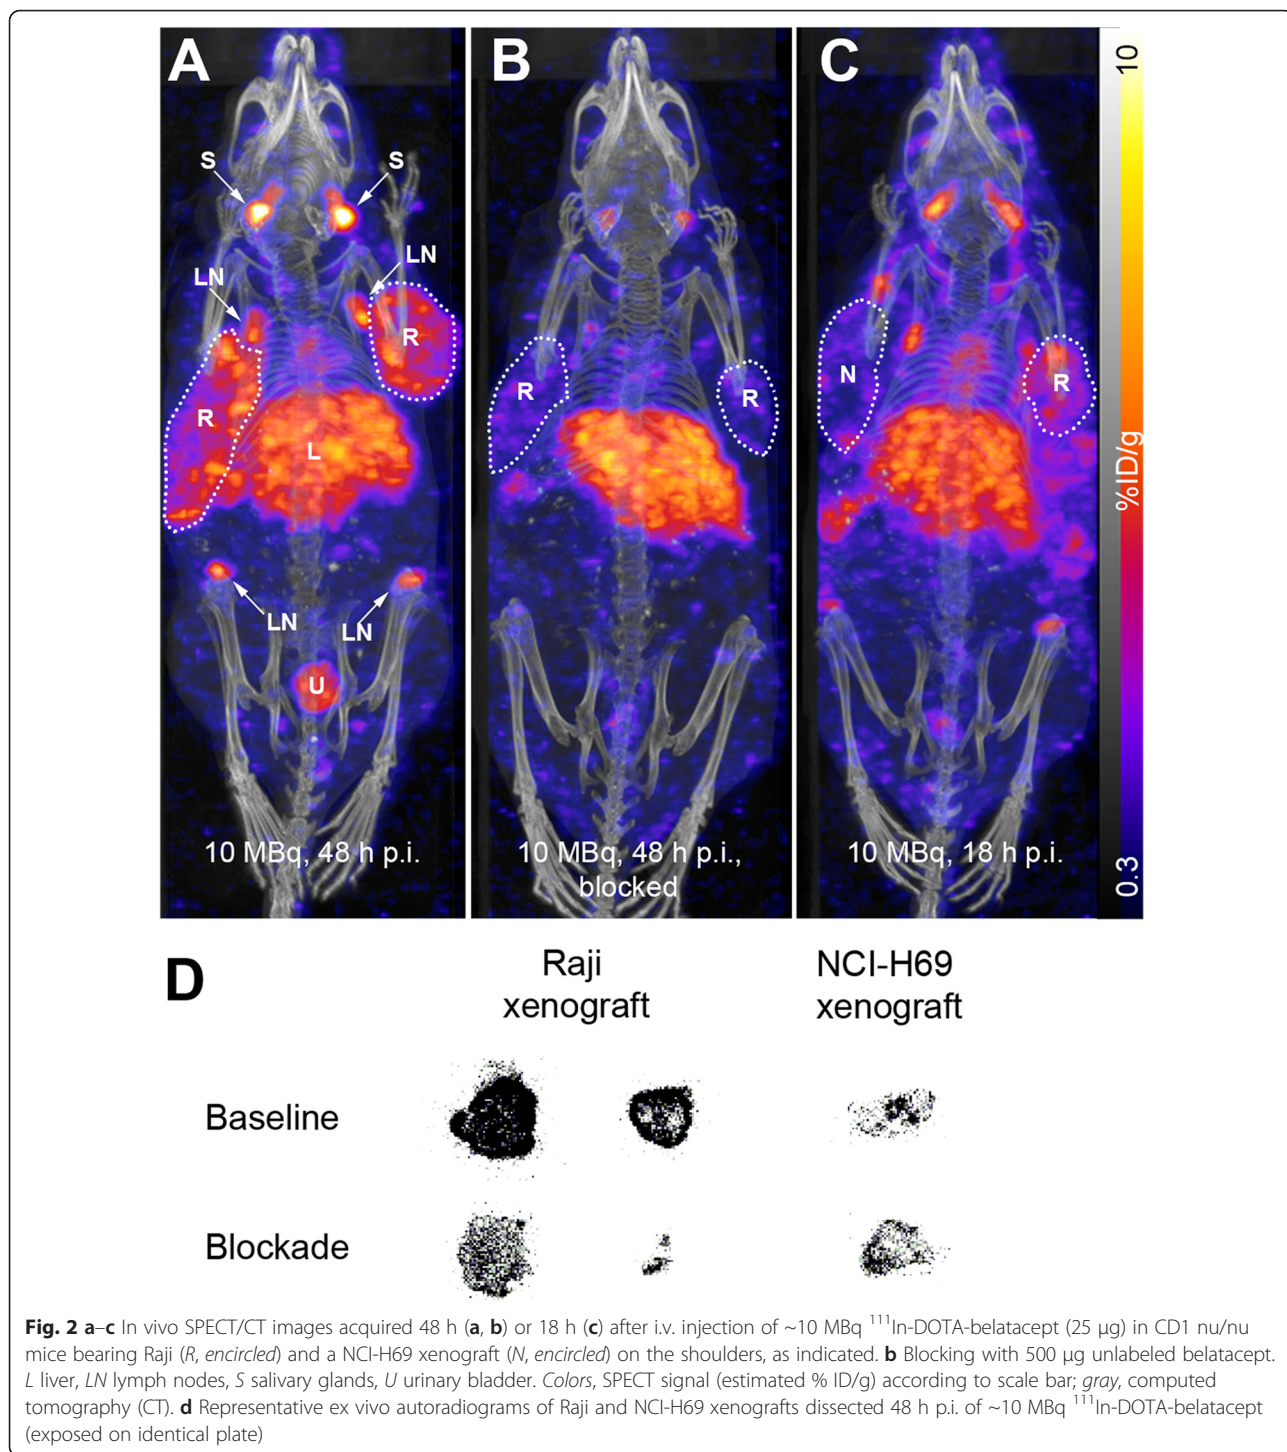 A
B
C
10
S
S
LN
LN
R
R
L
LN
LN
U
R
R
N
R
%ID/g
0.3
10 MBq, 48 h p.i.
10 MBq, 48 h p.i.,
blocked
10 MBq, 18 h p.i.
D
Raji
xenograft
NCI-H69
xenograft
Baseline
Blockade
Fig. 2 a–c In vivo SPECT/CT images acquired 48 h (a, b) or 18 h (c) after i.v. injection of ~10 MBq ¹¹¹In-DOTA-belatacept (25 μg) in CD1 nu/nu
mice bearing Raji (R, encircled) and a NCI-H69 xenograft (N, encircled) on the shoulders, as indicated. b Blocking with 500 μg unlabeled belatacept.
L liver, LN lymph nodes, S salivary glands, U urinary bladder. Colors, SPECT signal (estimated % ID/g) according to scale bar; gray, computed
tomography (CT). d Representative ex vivo autoradiograms of Raji and NCI-H69 xenografts dissected 48 h p.i. of ~10 MBq ¹¹¹In-DOTA-belatacept
(exposed on identical plate)